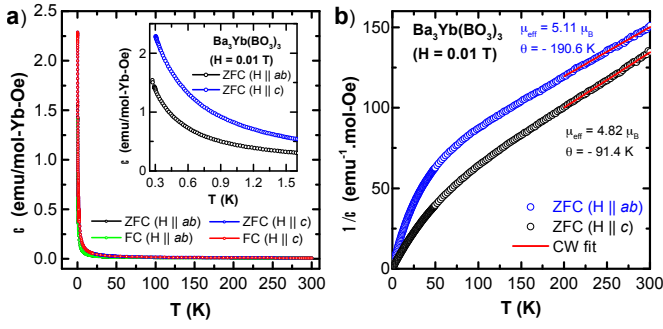 a)
Ba₃Yb(BO₃)₃
(H = 0.01 T)
ZFC (H || ab)
ZFC (H || c)
ε (emu/mol-Yb-Oe)
2
1
0
0.3 0.6 0.9 1.2 1.5
T (K)
ε (emu/mol-Yb-Oe)
2.5
2.0
1.5
1.0
0.5
0.0
ZFC (H || ab) ZFC (H || c)
FC (H || ab) FC (H || c)
0 50 100 150 200 250 300
T (K)
b)
Ba₃Yb(BO₃)₃
(H = 0.01 T)
μeff = 5.11 μB
θ = - 190.6 K
μeff = 4.82 μB
θ = - 91.4 K
1/ε (emu⁻¹.mol-Oe)
150
125
100
75
50
25
0
ZFC (H || ab)
ZFC (H || c)
CW fit
0 50 100 150 200 250 300
T (K)